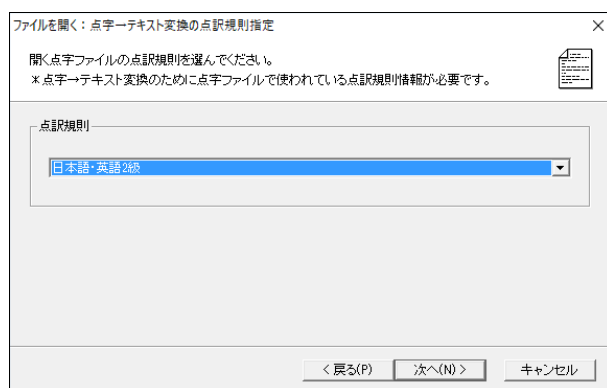 ファイルを開く：点字→テキスト変換の点訳規則指定
開く点字ファイルの点訳規則を選んでください。
＊点字→テキスト変換のために点字ファイルで使われている点訳規則情報が必要です。
点訳規則
日本語・英語2級
< 戻る(P) 次へ(N) > キャンセル